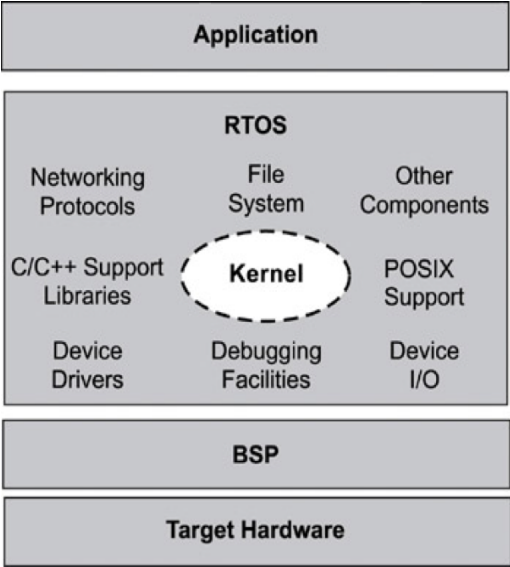 Application
RTOS
Networking
Protocols
File
System
Other
Components
C/C++ Support
Libraries
Kernel
POSIX
Support
Device
Drivers
Debugging
Facilities
Device
I/O
BSP
Target Hardware